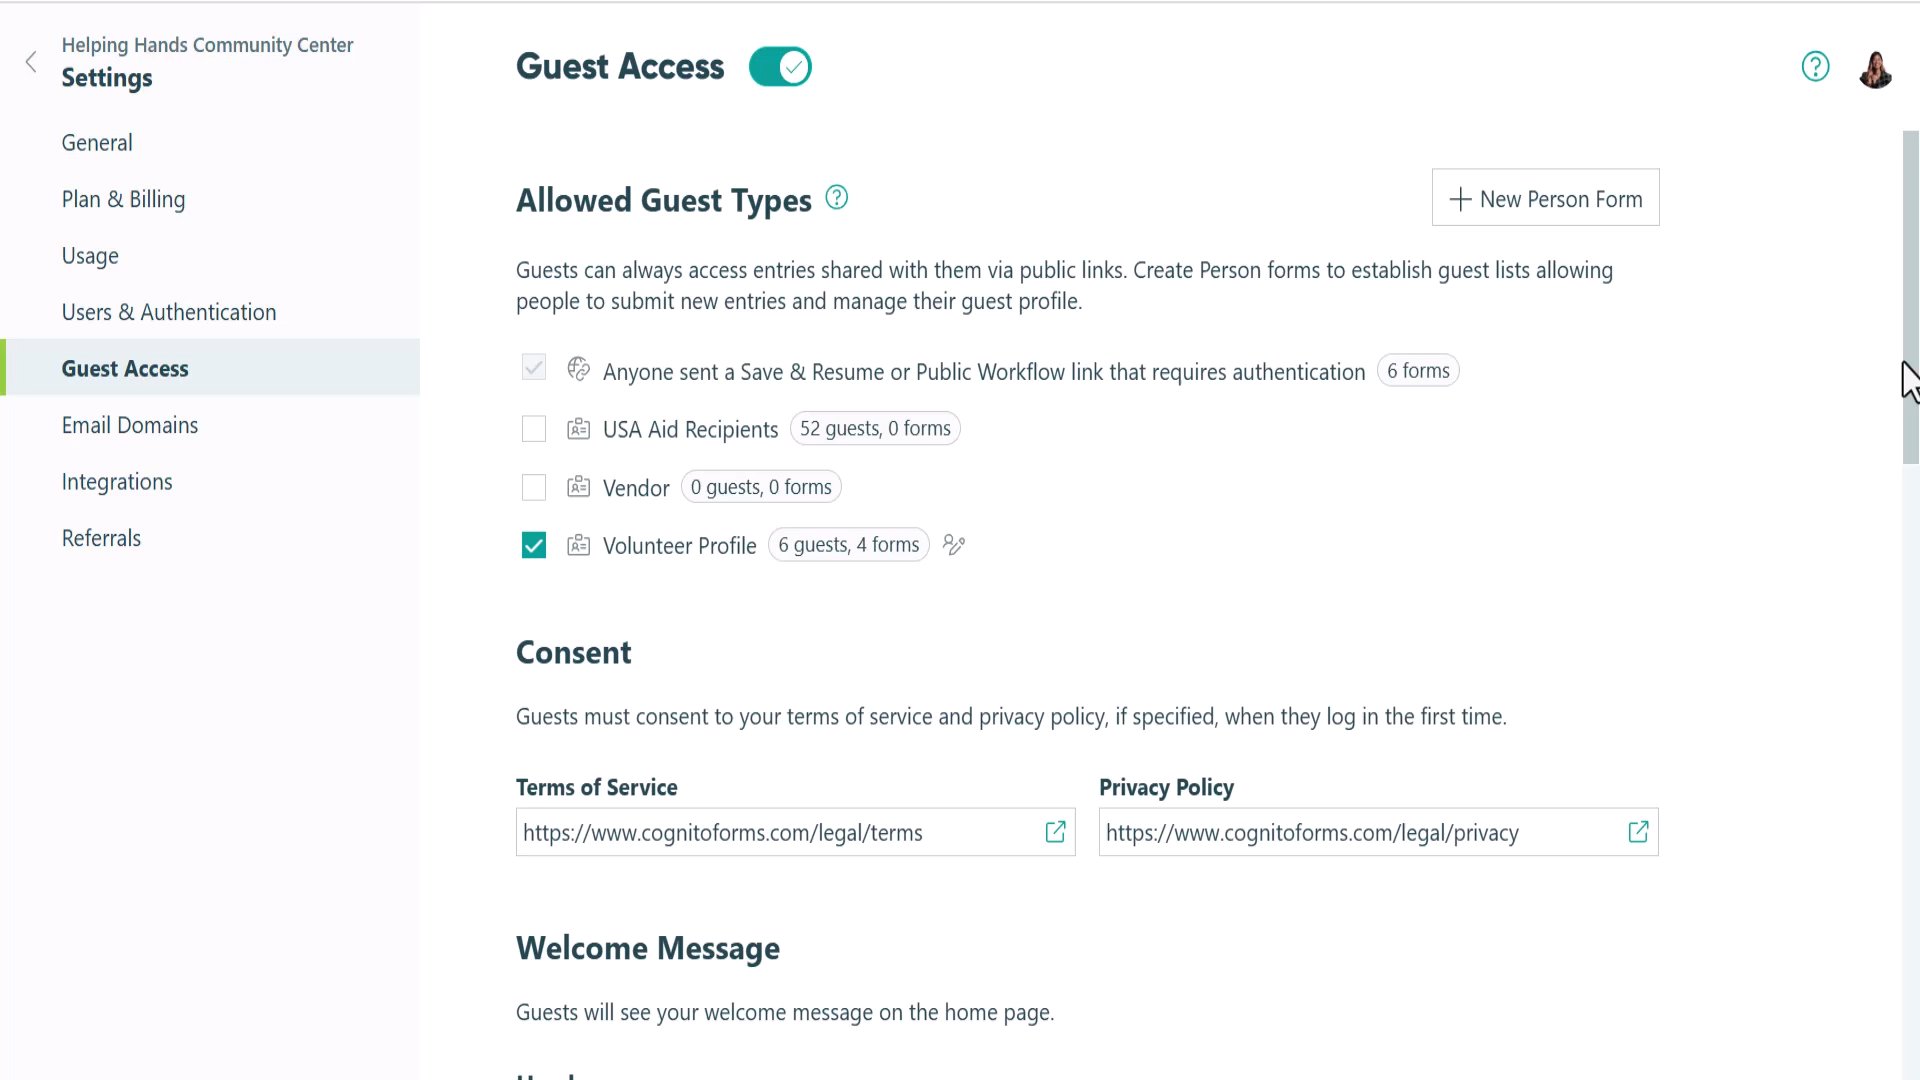 Helping Hands Community Center
Settings
General
Plan & Billing
Usage
Users & Authentication
Guest Access
Email Domains
Integrations
Referrals
Guest Access
Allowed Guest Types
New Person Form
Guests can always access entries shared with them via public links. Create Person forms to establish guest lists allowing
people to submit new entries and manage their guest profile.
Anyone sent a Save & Resume or Public Workflow link that requires authentication 6 forms
USA Aid Recipients 52 guests, 0 forms
Vendor 0 guests, 0 forms
Volunteer Profile 6 guests, 4 forms
Consent
Guests must consent to your terms of service and privacy policy, if specified, when they log in the first time.
Terms of Service Privacy Policy
https://www.cognitoforms.com/legal/terms https://www.cognitoforms.com/legal/privacy
Welcome Message
Guests will see your welcome message on the home page.